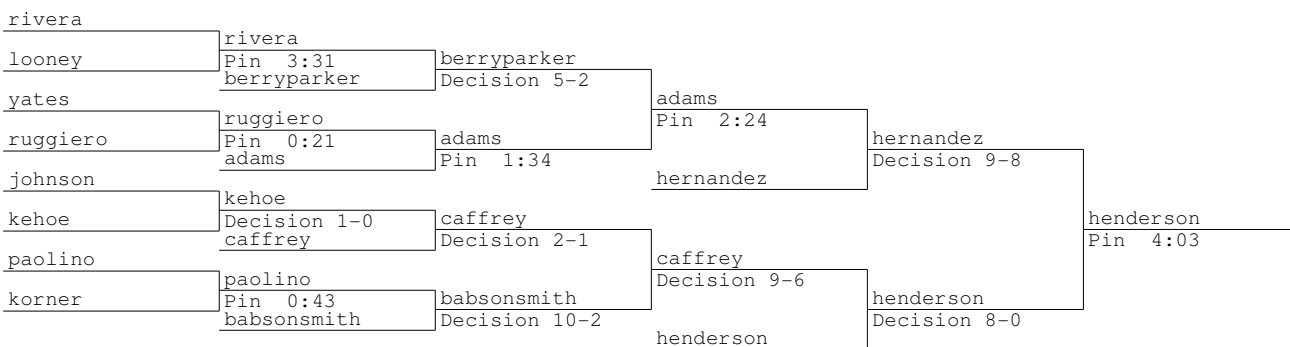 rivera
looney
yates
ruggiero
johnson
kehoe
paolino
korner
rivera
Pin 3:31
berryparker
ruggiero
Pin 0:21
adams
kehoe
Decision 1-0
caffrey
paolino
Pin 0:43
babsonsmith
berryparker
Decision 5-2
adams
Pin 1:34
caffrey
Decision 2-1
babsonsmith
Decision 10-2
adams
Pin 2:24
hernandez
caffrey
Decision 9-6
henderson
hernandez
Decision 9-8
henderson
Decision 8-0
henderson
Pin 4:03